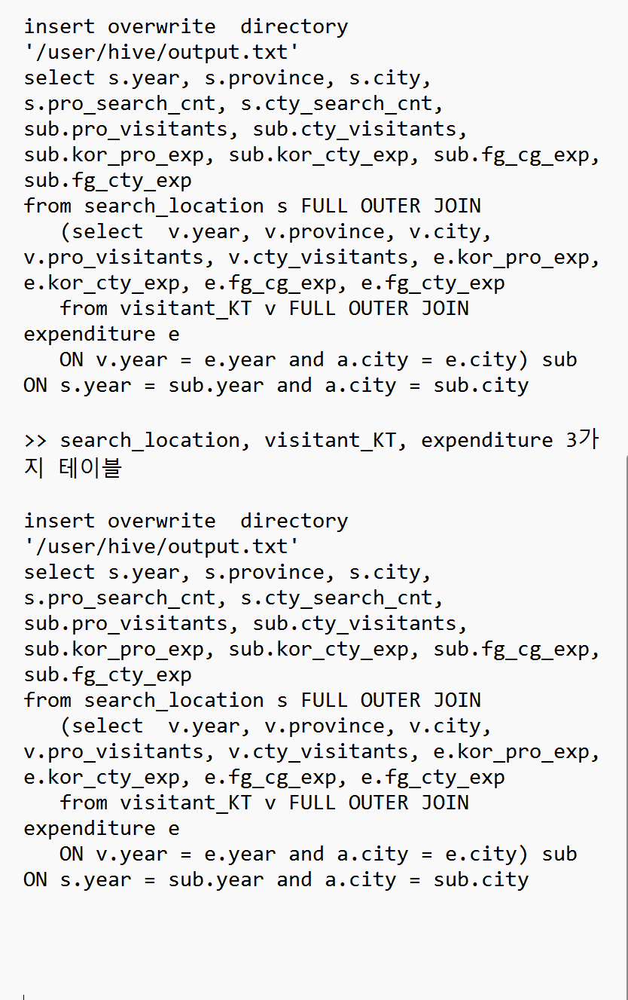 insert overwrite  directory
'/user/hive/output.txt'
select s.year, s.province, s.city,
s.pro_search_cnt, s.cty_search_cnt,
sub.pro_visitants, sub.cty_visitants,
sub.kor_pro_exp, sub.kor_cty_exp, sub.fg_cg_exp,
sub.fg_cty_exp
from search_location s FULL OUTER JOIN
   (select  v.year, v.province, v.city,
v.pro_visitants, v.cty_visitants, e.kor_pro_exp,
e.kor_cty_exp, e.fg_cg_exp, e.fg_cty_exp
   from visitant_KT v FULL OUTER JOIN
expenditure e
   ON v.year = e.year and a.city = e.city) sub
ON s.year = sub.year and a.city = sub.city

>> search_location, visitant_KT, expenditure 3가
지 테이블

insert overwrite  directory
'/user/hive/output.txt'
select s.year, s.province, s.city,
s.pro_search_cnt, s.cty_search_cnt,
sub.pro_visitants, sub.cty_visitants,
sub.kor_pro_exp, sub.kor_cty_exp, sub.fg_cg_exp,
sub.fg_cty_exp
from search_location s FULL OUTER JOIN
   (select  v.year, v.province, v.city,
v.pro_visitants, v.cty_visitants, e.kor_pro_exp,
e.kor_cty_exp, e.fg_cg_exp, e.fg_cty_exp
   from visitant_KT v FULL OUTER JOIN
expenditure e
   ON v.year = e.year and a.city = e.city) sub
ON s.year = sub.year and a.city = sub.city